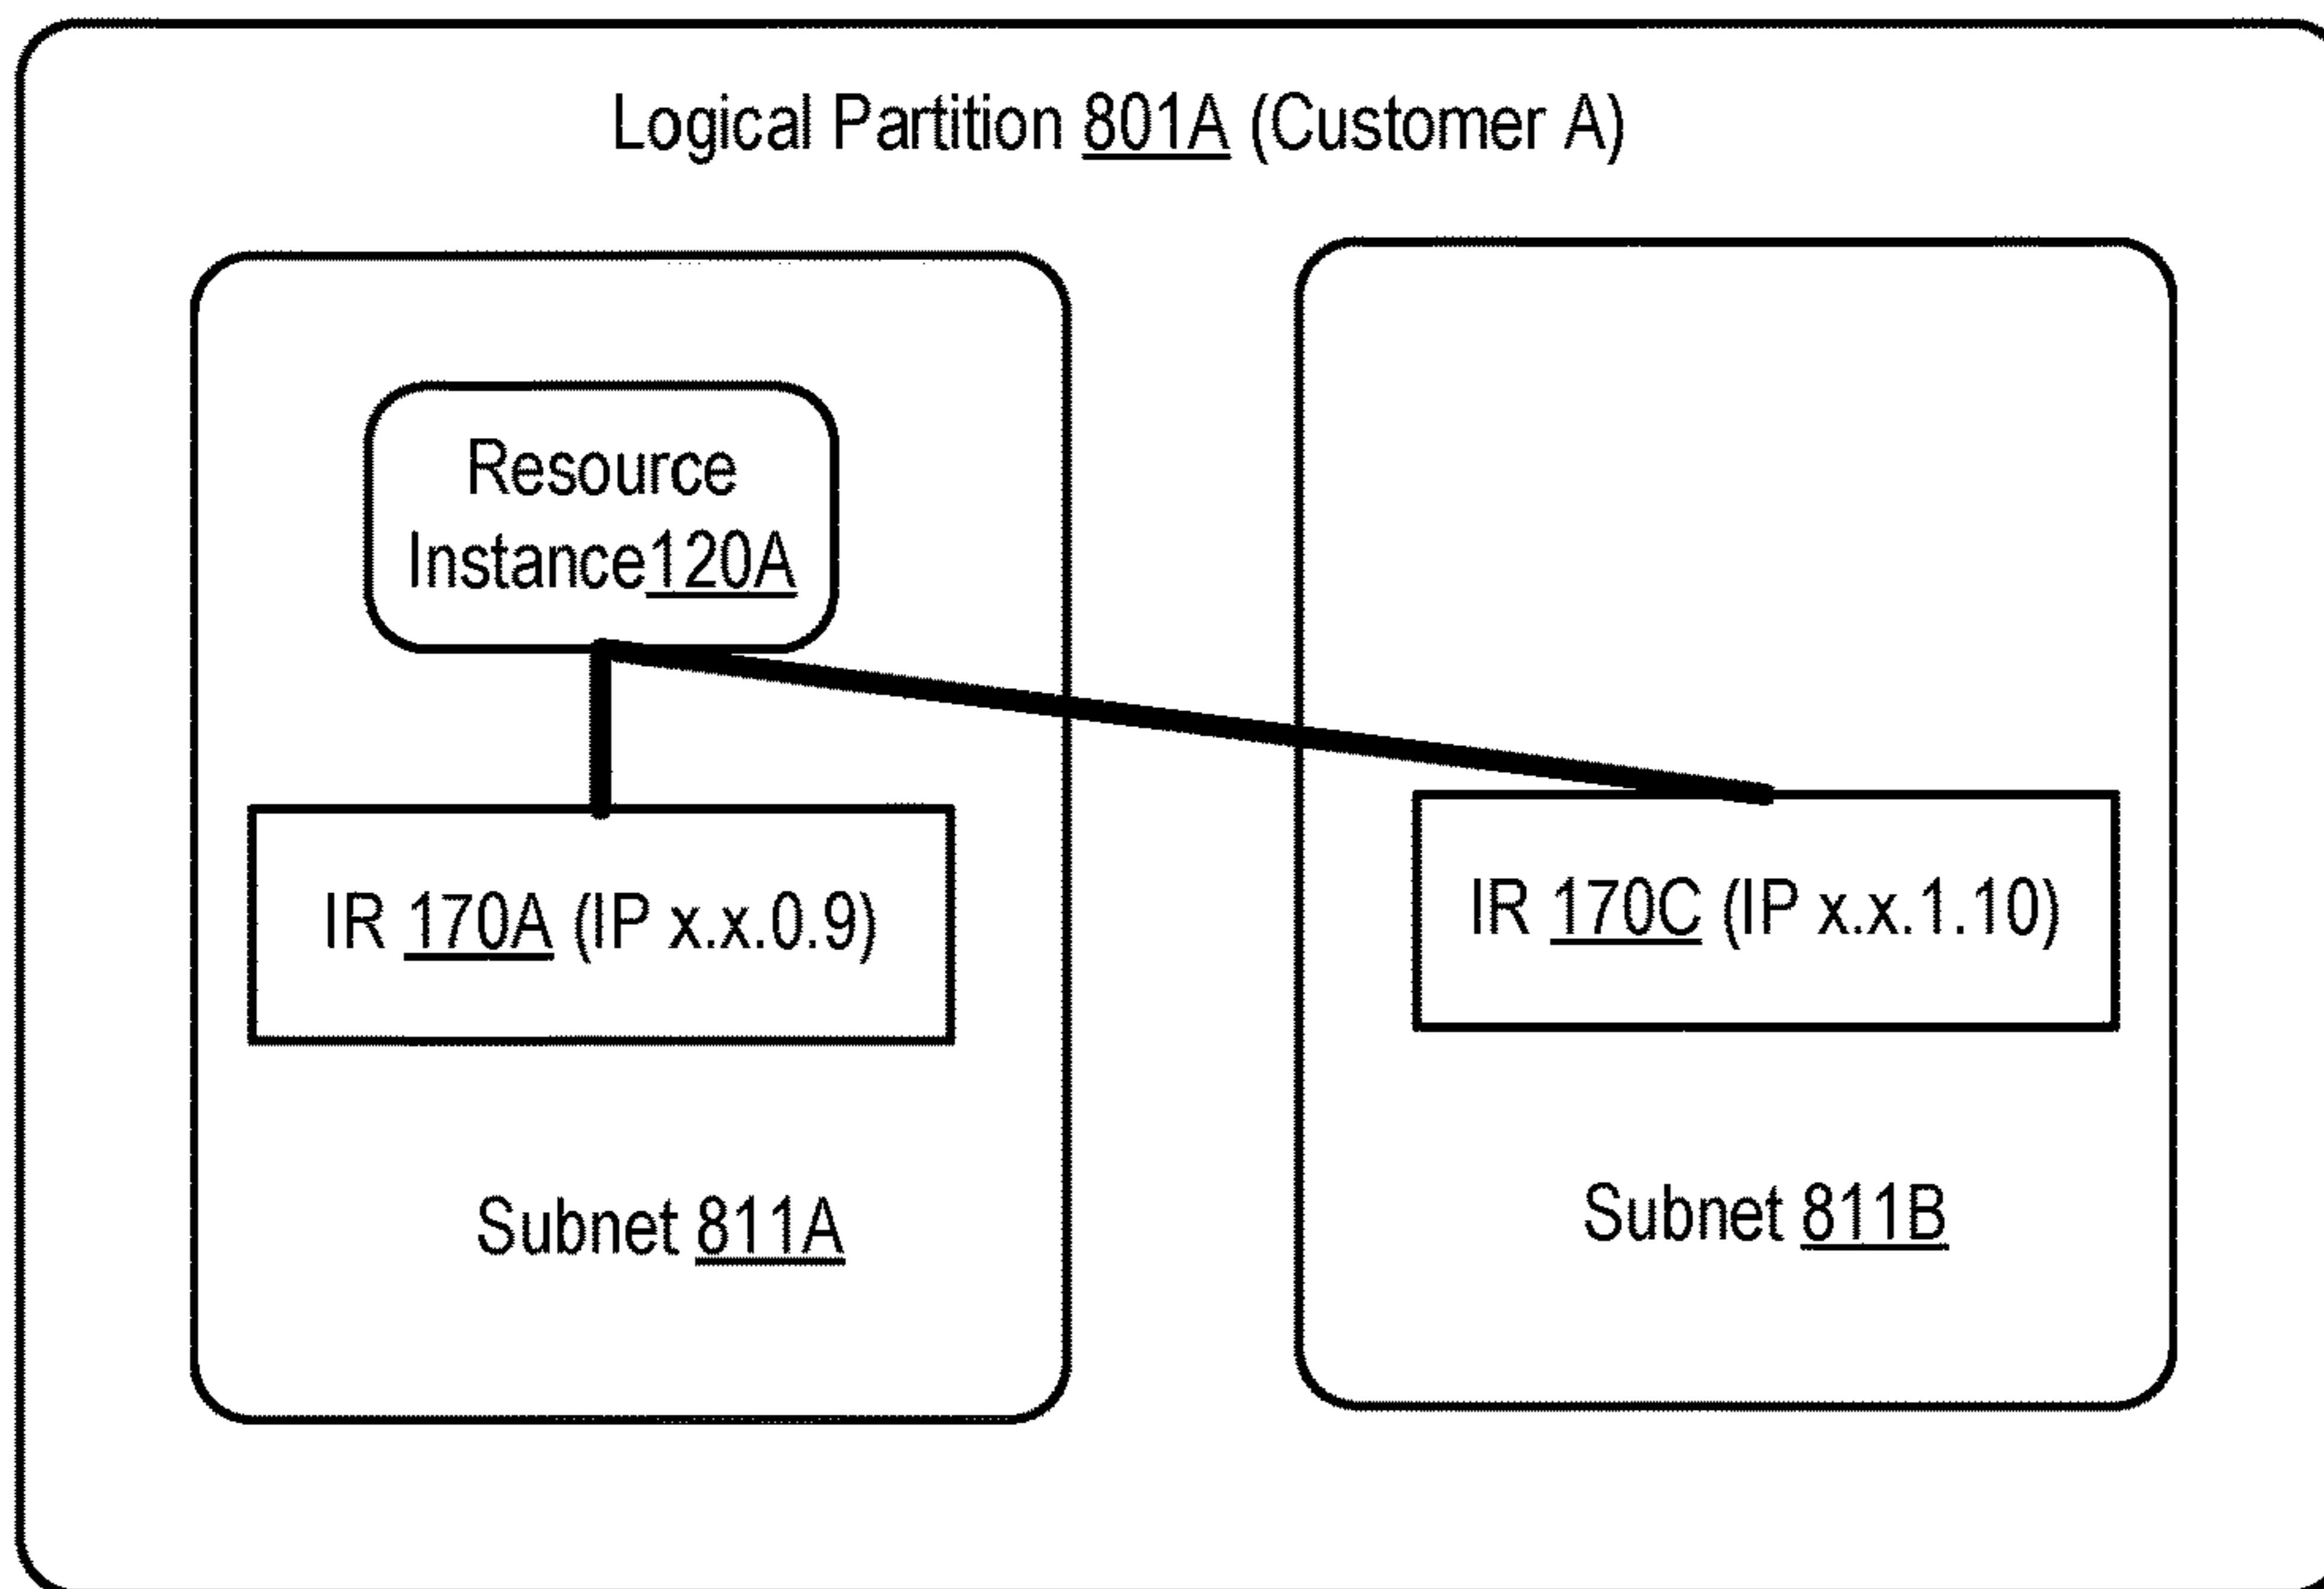 Logical Partition 801A (Customer A)
Resource
Instance120A
IR 170A (IP x.x.0.9)
IR 170C (IP x.x.1.10)
Subnet 811A
Subnet 811B